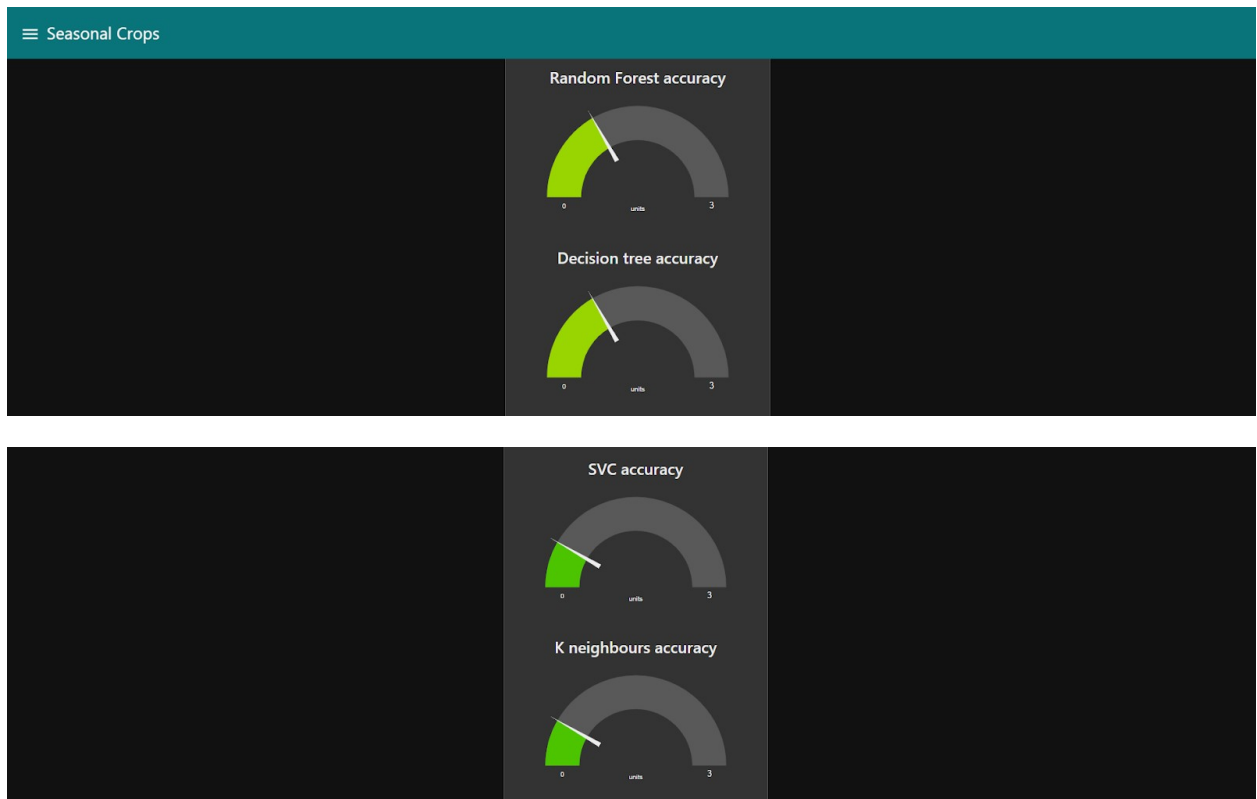 Seasonal Crops
Random Forest accuracy
0 units 3
Decision tree accuracy
0 units 3
SVC accuracy
0 units 3
K neighbours accuracy
0 units 3